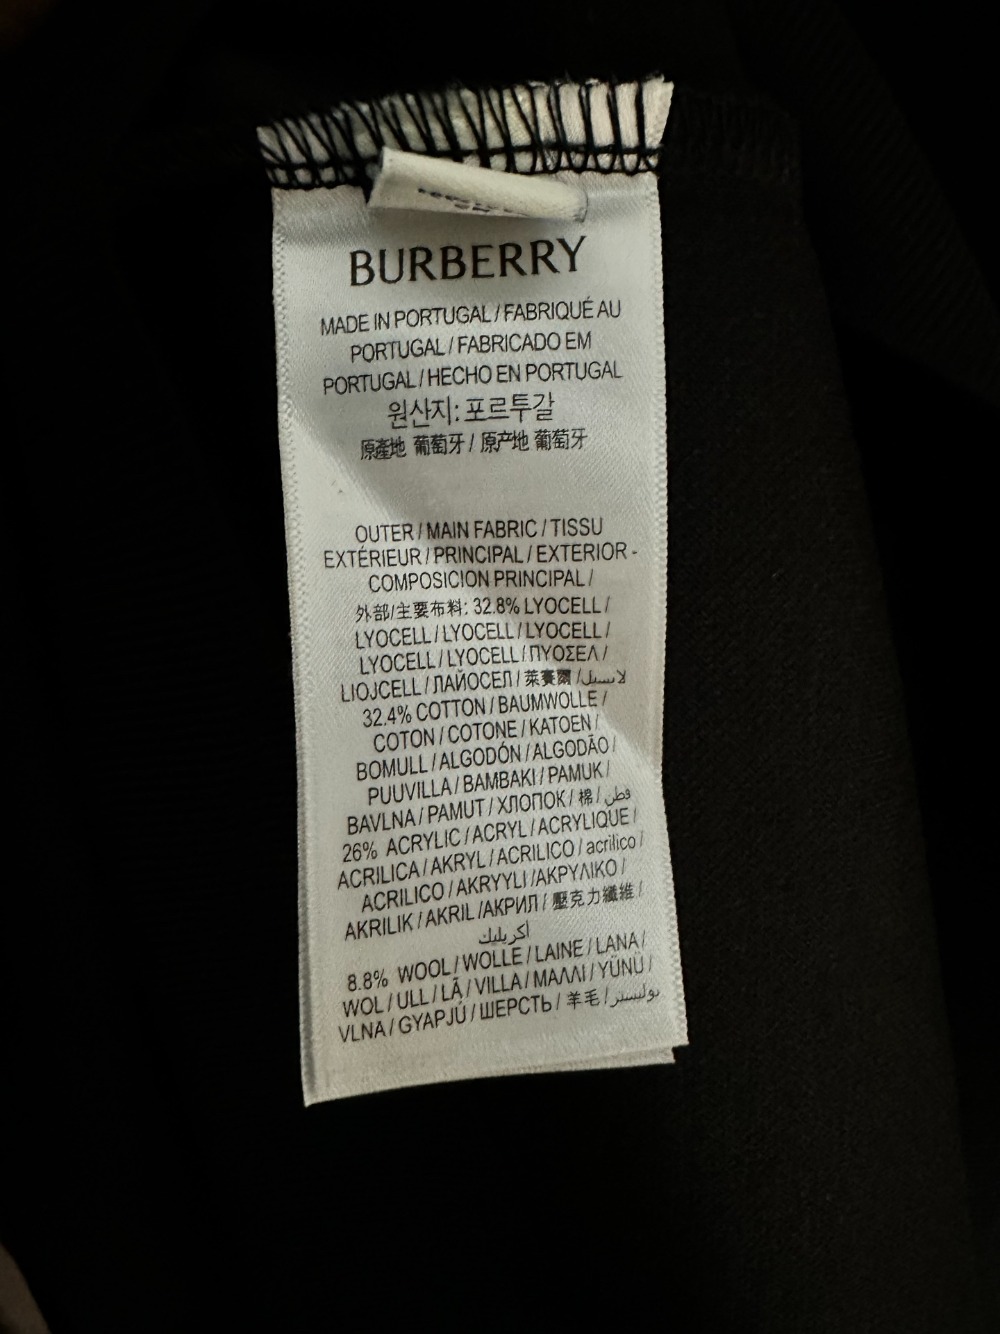 BURBERRY
MADE IN PORTUGAL / FABRIQUÉ AU
PORTUGAL / FABRICADO EM
PORTUGAL / HECHO EN PORTUGAL
원산지: 포르투갈
原產地 葡萄牙 / 原产地 葡萄牙
OUTER / MAIN FABRIC / TISSU
EXTÉRIEUR / PRINCIPAL / EXTERIOR -
COMPOSICION PRINCIPAL /
外部/主要布料: 32.8% LYOCELL /
LYOCELL / LYOCELL / LYOCELL /
LYOCELL / LYOCELL / ΠΥΟΣΕΛ /
LIOJCELL / ЛАЙОСЕЛ / 萊賽爾 / لايسيل
32.4% COTTON / BAUMWOLLE /
COTON / COTONE / KATOEN /
BOMULL / ALGODÓN / ALGODÃO /
PUUVILLA / BAMBAKI / PAMUK /
BAVLNA / PAMUT / ХЛОПОК / 棉 / قطن
26% ACRYLIC / ACRYL / ACRYLIQUE /
ACRILICA / AKRYL / ACRILICO / acrílico /
ACRILICO / AKRYYLI /ΑΚΡΥΛΙΚΟ /
AKRILIK / AKRIL /АКРИЛ / 壓克力纖維 /
أكريليك
8.8% WOOL / WOLLE / LAINE / LANA /
WOL / ULL / LÃ / VILLA / ΜΑΛΛΙ / YÜNÜ /
VLNA / GYAPJÚ / ШЕРСТЬ / 羊毛 / بوليستر